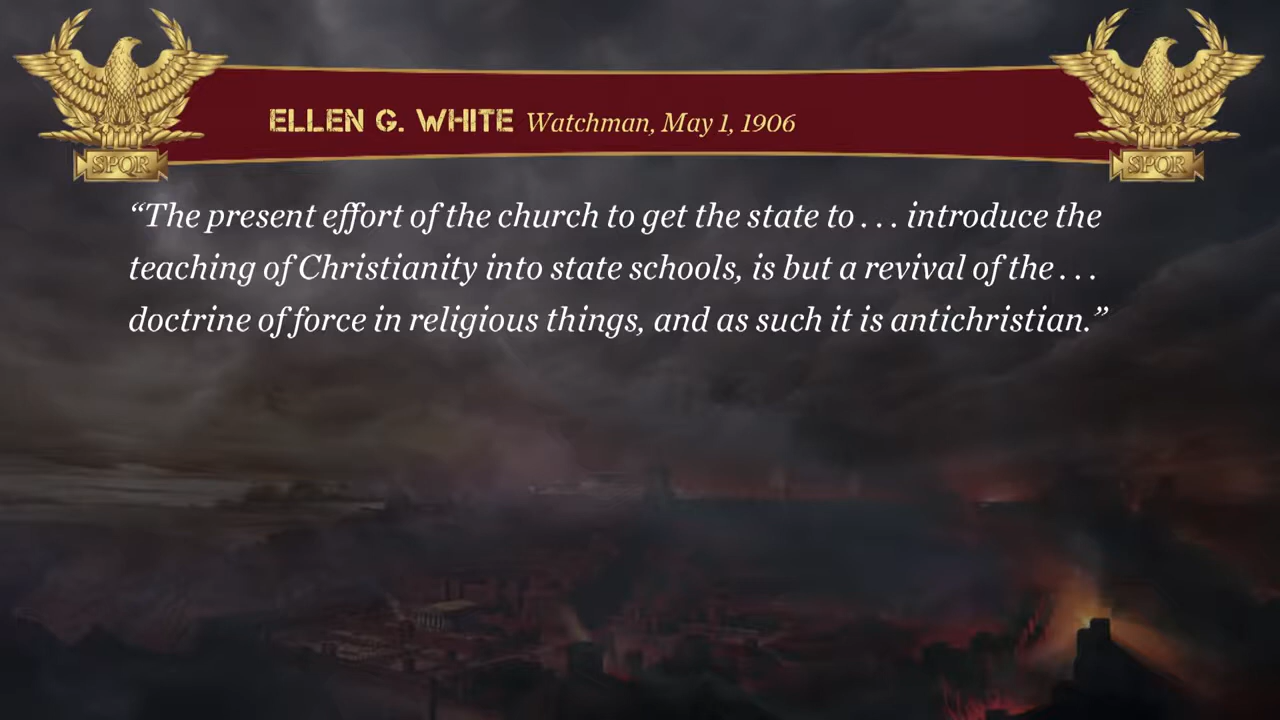 ELLEN G. WHITE Watchman, May 1, 1906
SPQR
SPQR
“The present effort of the church to get the state to . . . introduce the
teaching of Christianity into state schools, is but a revival of the . . .
doctrine of force in religious things, and as such it is antichristian.”